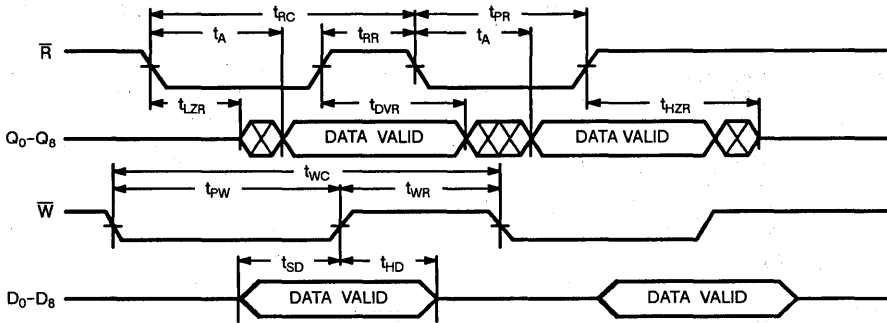 tRC tPR
tA tRR tA
R̅
tLZR tDVR tHZR
Q0–Q8 DATA VALID DATA VALID
tWC
tPW tWR
W̅
tSD tHD
D0–D8 DATA VALID DATA VALID